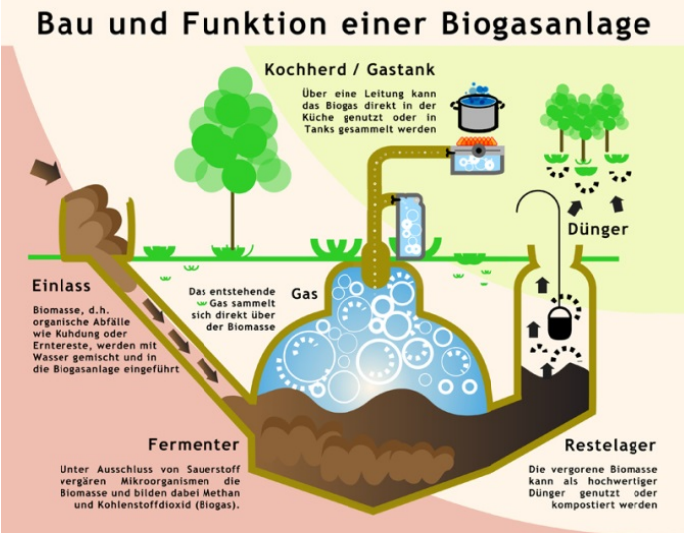 Bau und Funktion einer Biogasanlage
Kochherd / Gastank
Über eine Leitung kann
das Biogas direkt in der
Küche genutzt oder in
Tanks gesammelt werden
Dünger
Einlass
Biomasse, d.h.
organische Abfälle
wie Kuhdung oder
Erntereste, werden mit
Wasser gemischt und in
die Biogasanlage eingeführt
Das entstehende
Gas sammelt
sich direkt über
der Biomasse
Gas
Fermenter
Unter Ausschluss von Sauerstoff
vergären Mikroorganismen die
Biomasse und bilden dabei Methan
und Kohlenstoffdioxid (Biogas).
Restelager
Die vergorene Biomasse
kann als hochwertiger
Dünger genutzt oder
kompostiert werden